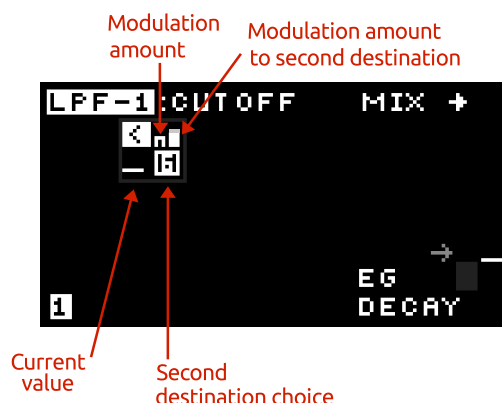 Modulation
amount
Modulation amount
to second destination
LPF-1:CUTOFF MIX →
<
EG
DECAY
1
Current
value
Second
destination choice